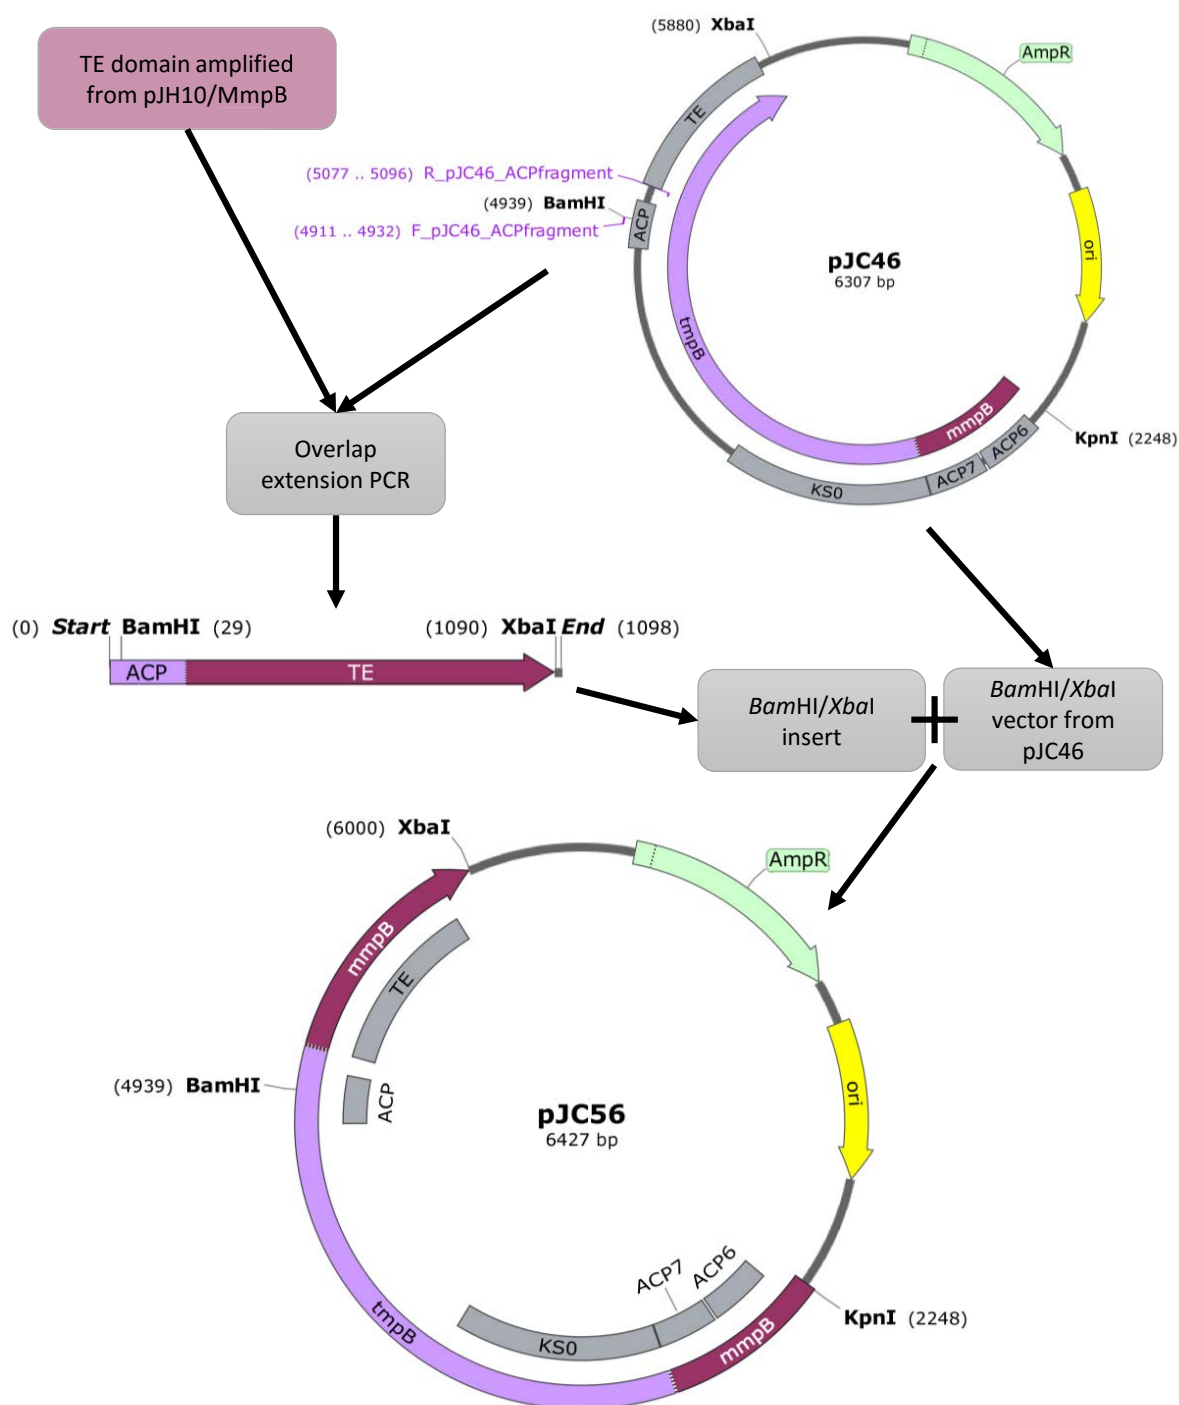 TE domain amplified
from pJH10/MmpB
(5880) XbaI
AmpR
TE
(5077 .. 5096) R_pJC46_ACPfragment
(4939) BamHI
(4911 .. 4932) F_pJC46_ACPfragment
ACP
ori
pJC46
6307 bp
tmpB
mmpB
KpnI (2248)
ACP6
ACP7
KS0
Overlap
extension PCR
(0) Start BamHI (29)
(1090) XbaI End (1098)
ACP
TE
BamHI/XbaI
insert
+
BamHI/XbaI
vector from
pJC46
(6000) XbaI
AmpR
mmpB
TE
(4939) BamHI
ACP
ori
pJC56
6427 bp
ACP7
ACP6
KS0
tmpB
mmpB
KpnI (2248)